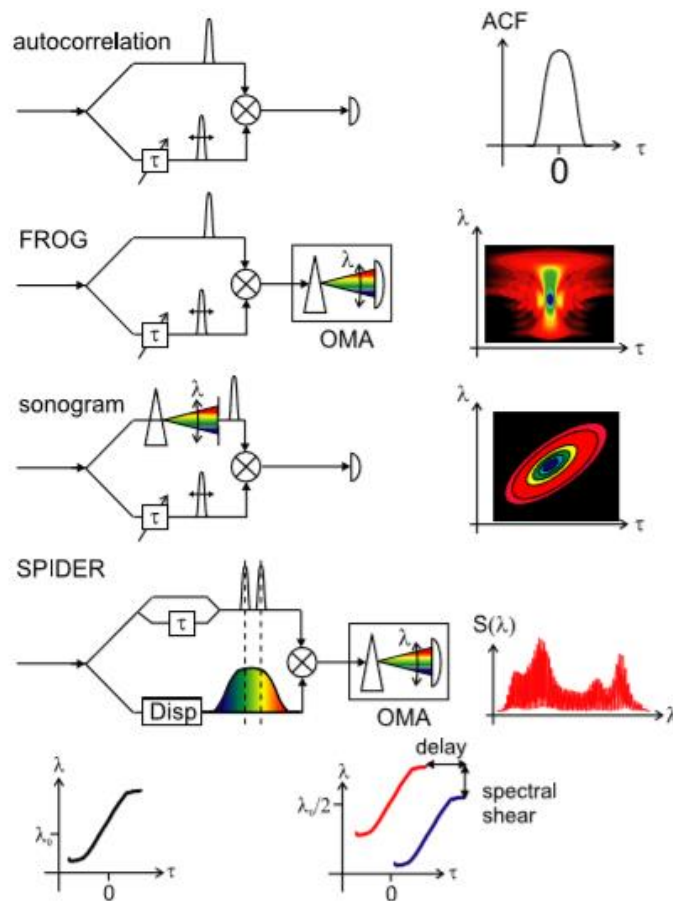 autocorrelation
τ
ACF
0
τ
FROG
τ
λ
OMA
λ
τ
sonogram
λ
τ
λ
τ
SPIDER
τ
Disp
λ
OMA
S(λ)
λ
λ
λ₀
0
τ
λ
λ₀/2
0
τ
delay
spectral
shear